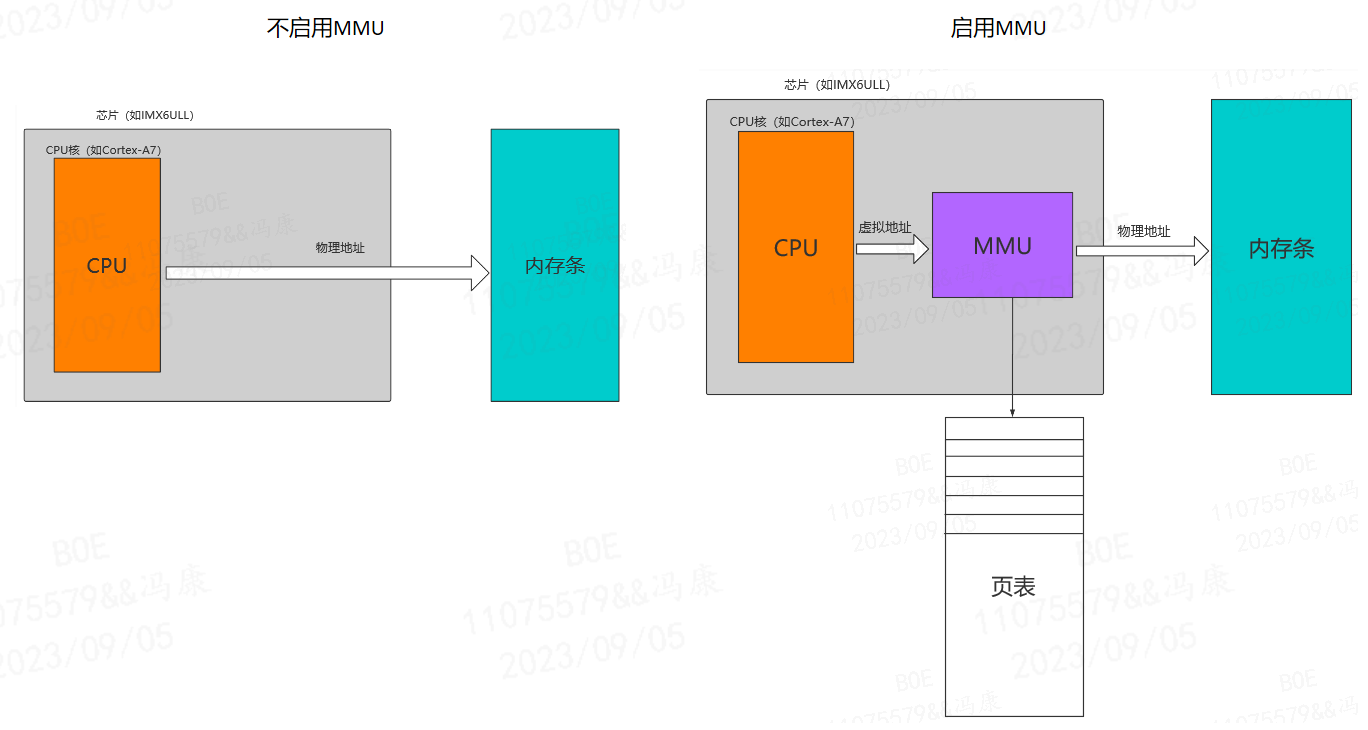 不启用MMU
芯片（如IMX6ULL）
CPU核（如Cortex-A7）
CPU
物理地址
内存条
启用MMU
芯片（如IMX6ULL）
CPU核（如Cortex-A7）
CPU
虚拟地址
MMU
物理地址
内存条
页表
BOE
11075579&&冯康
2023/09/05